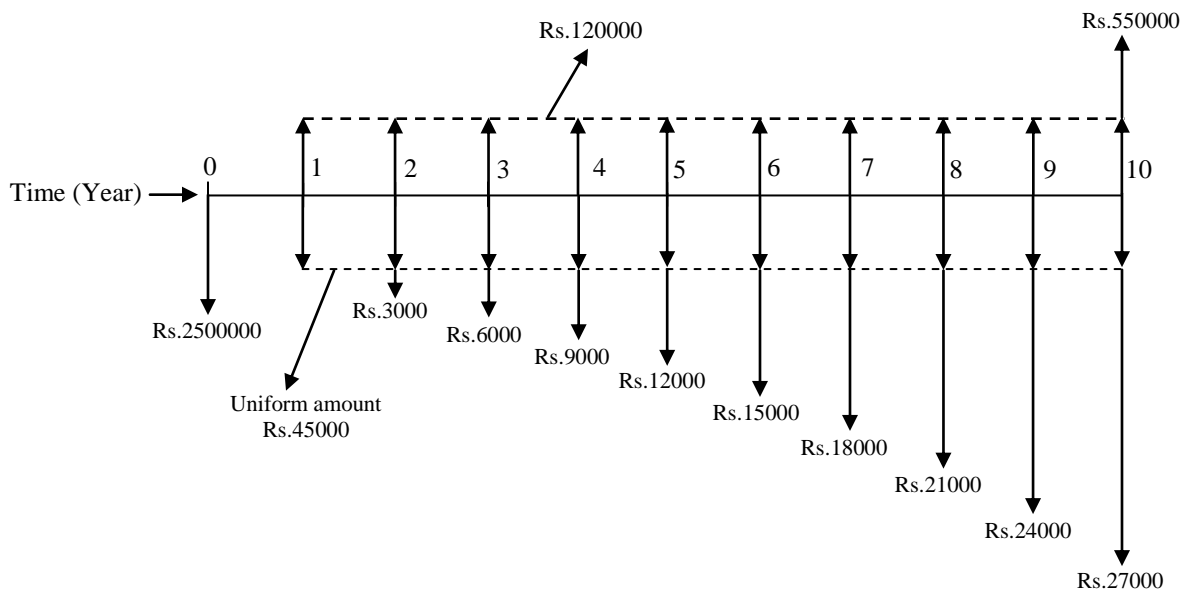 Rs.120000
Rs.550000
0 1 2 3 4 5 6 7 8 9 10
Time (Year)
Rs.2500000
Rs.3000
Rs.6000
Rs.9000
Rs.12000
Rs.15000
Rs.18000
Rs.21000
Rs.24000
Rs.27000
Uniform amount
Rs.45000